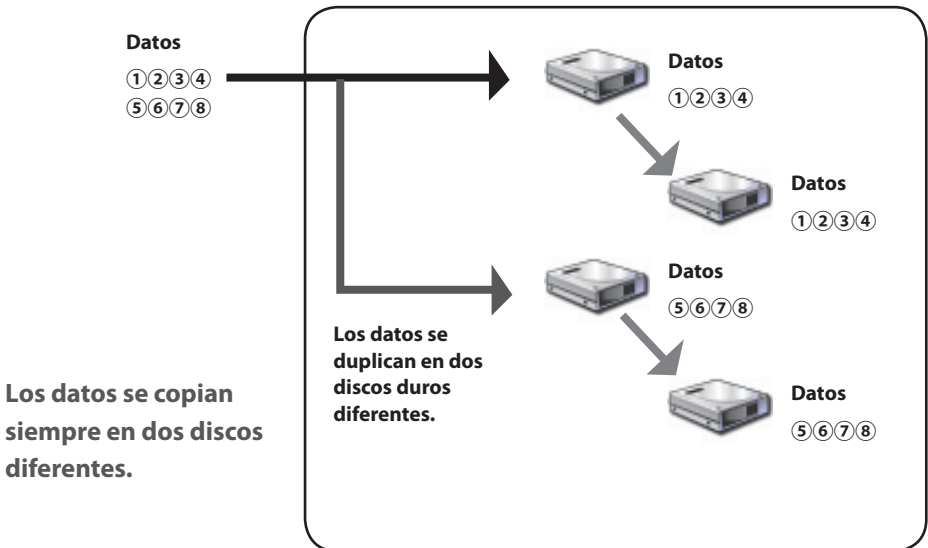 Datos
①②③④
⑤⑥⑦⑧
Datos
①②③④
Datos
①②③④
Datos
⑤⑥⑦⑧
Los datos se
duplican en dos
discos duros
diferentes.
Datos
⑤⑥⑦⑧
Los datos se copian
siempre en dos discos
diferentes.